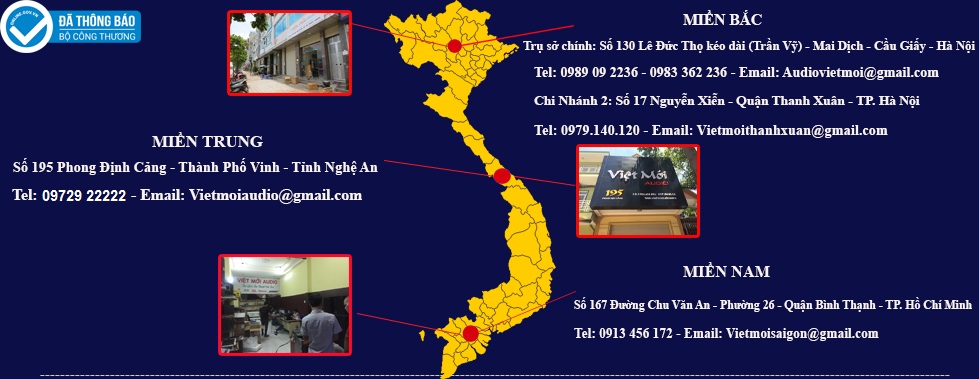 ONLINE.GOV.VN
ĐÃ THÔNG BÁO
BỘ CÔNG THƯƠNG
MIỀN BẮC
Trụ sở chính: Số 130 Lê Đức Thọ kéo dài (Trần Vỹ) - Mai Dịch - Cầu Giấy - Hà Nội
Tel: 0989 09 2236 - 0983 362 236 - Email: Audiovietmoi@gmail.com
Chi Nhánh 2: Số 17 Nguyễn Xiển - Quận Thanh Xuân - TP. Hà Nội
Tel: 0979.140.120 - Email: Vietmoithanhxuan@gmail.com
MIỀN TRUNG
Số 195 Phong Định Cảng - Thành Phố Vinh - Tỉnh Nghệ An
Tel: 09729 22222 - Email: Vietmoiaudio@gmail.com
Việt Mới
AUDIO
195
VIỆT MỚI AUDIO
MIỀN NAM
Số 167 Đường Chu Văn An - Phường 26 - Quận Bình Thạnh - TP. Hồ Chí Minh
Tel: 0913 456 172 - Email: Vietmoisaigon@gmail.com